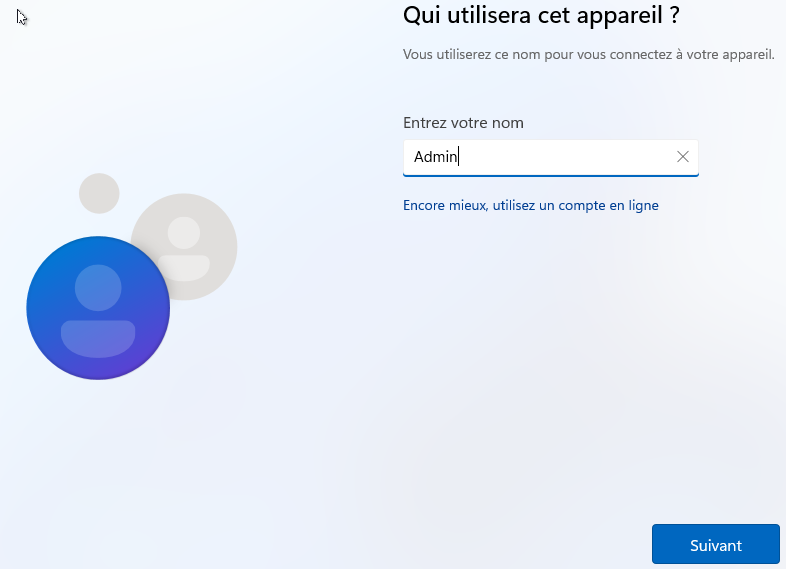 Qui utilisera cet appareil ?
Vous utiliserez ce nom pour vous connectez à votre appareil.
Entrez votre nom
Admin
Encore mieux, utilisez un compte en ligne
Suivant